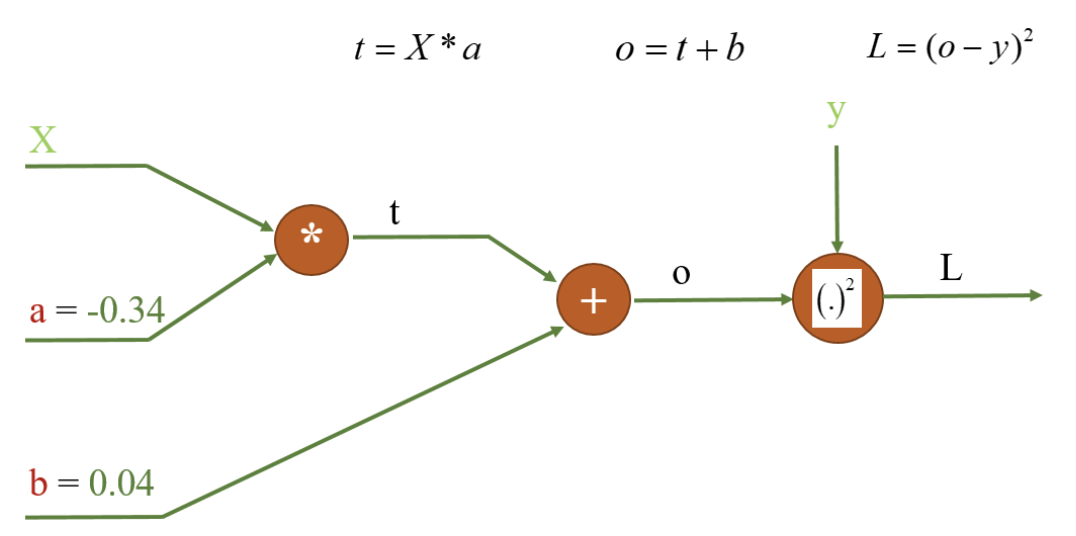 t = X * a
o = t + b
L = (o − y)²
y
X
*
t
a = -0.34
+
o
(.)²
L
b = 0.04